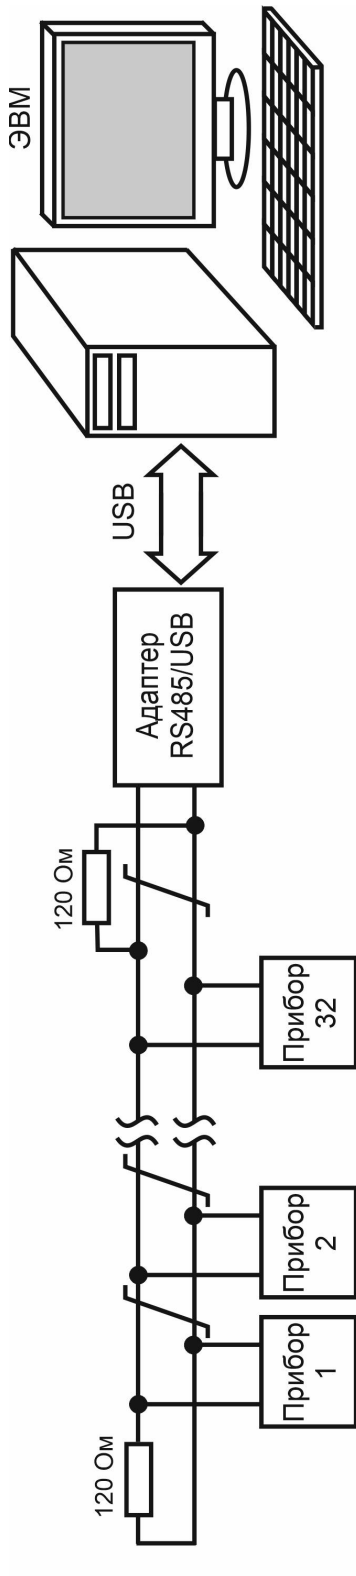 120 Ом
Прибор
1
Прибор
2
Прибор
32
120 Ом
Адаптер
RS485/USB
USB
ЭВМ